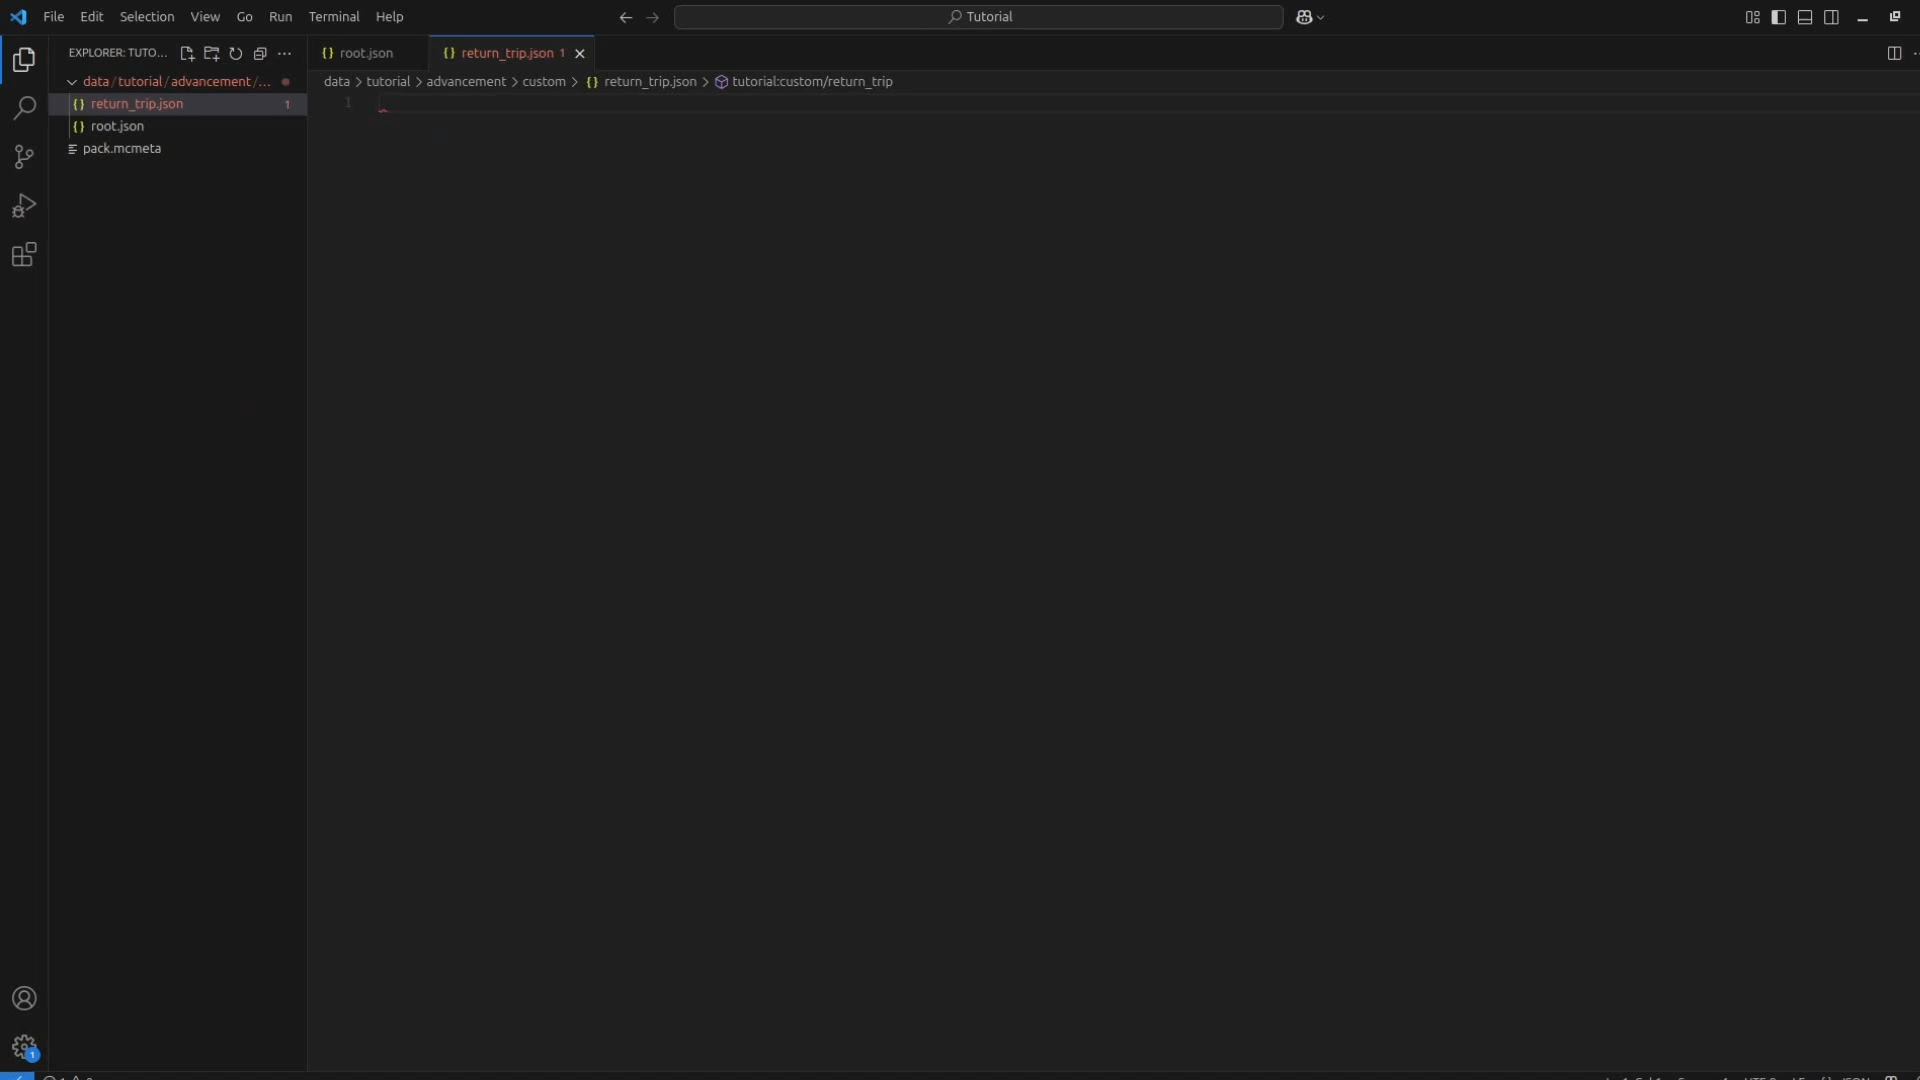 File Edit Selection View Go Run Terminal Help
Tutorial
EXPLORER: TUTO...
root.json
return_trip.json 1
data/tutorial/advancement/...
data > tutorial > advancement > custom > {} return_trip.json > tutorial:custom/return_trip
{} return_trip.json 1
1
{} root.json
pack.mcmeta
1